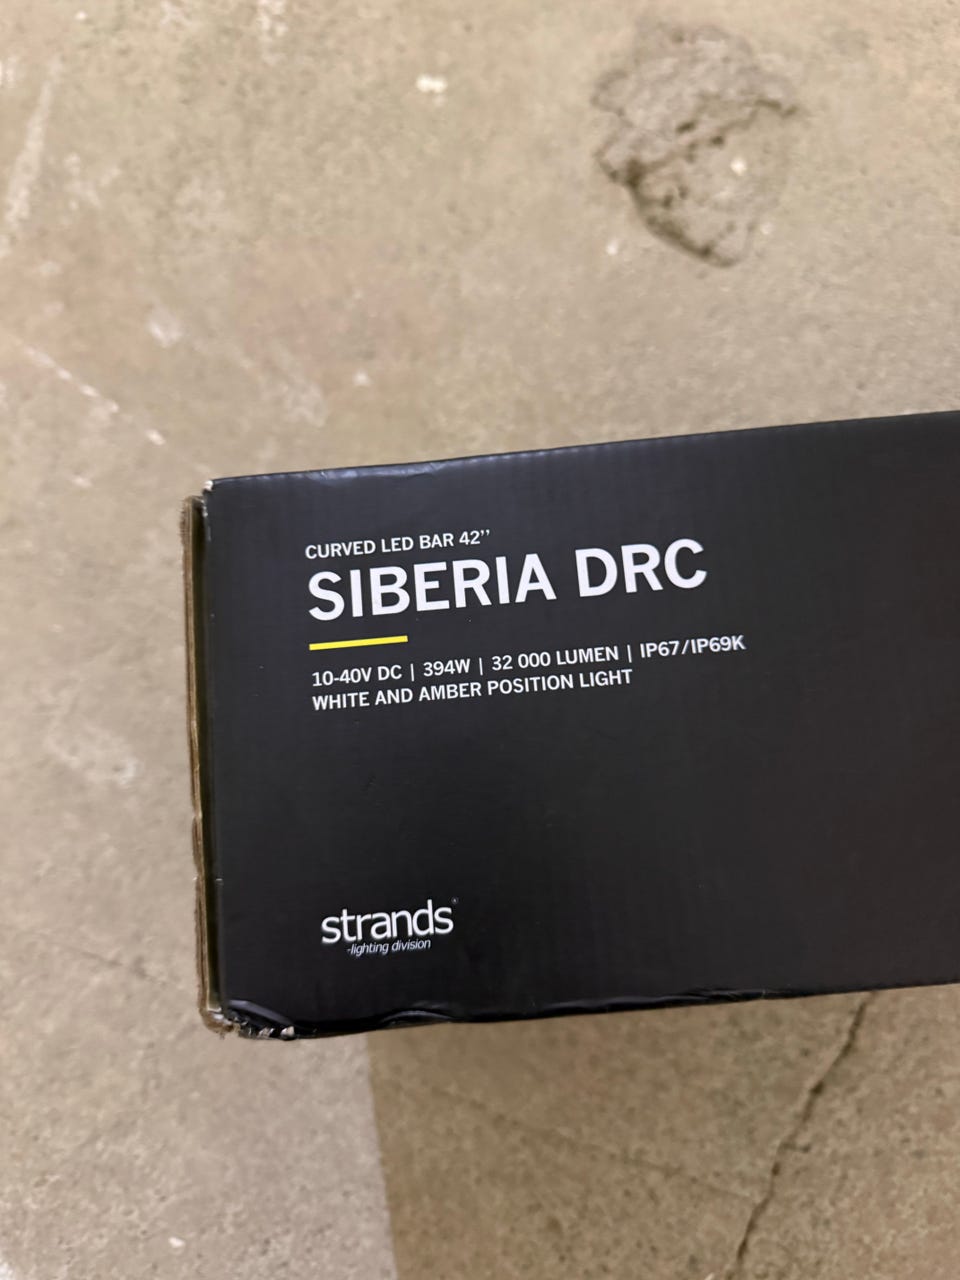 CURVED LED BAR 42’’
SIBERIA DRC
10-40V DC | 394W | 32 000 LUMEN | IP67/IP69K
WHITE AND AMBER POSITION LIGHT
strands®
-lighting division